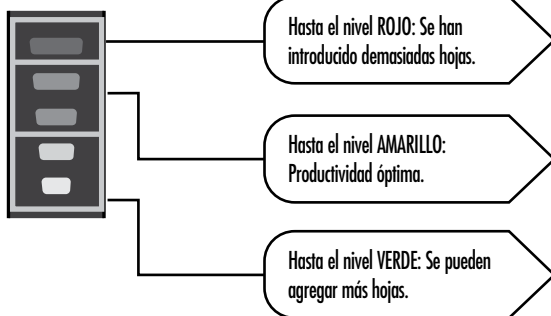 Hasta el nivel ROJO: Se han
introducido demasiadas hojas.
Hasta el nivel AMARILLO:
Productividad óptima.
Hasta el nivel VERDE: Se pueden
agregar más hojas.